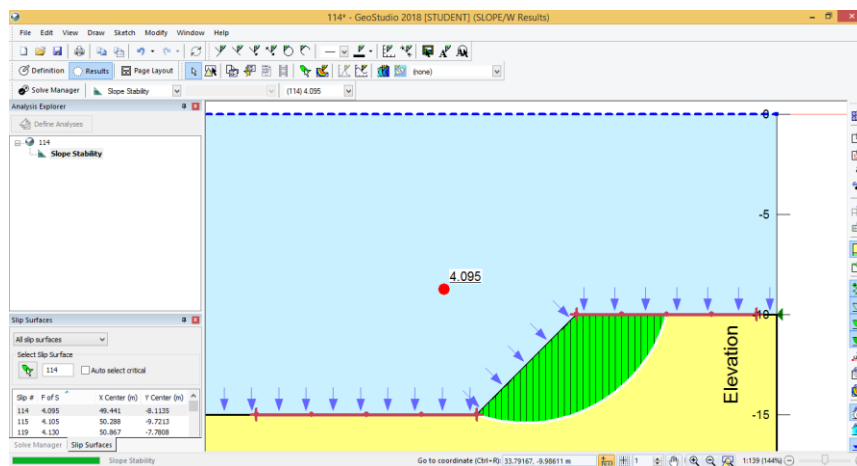 114* - GeoStudio 2018 [STUDENT] (SLOPE/W Results)
File Edit View Draw Sketch Modify Window Help
Definition Results Page Layout (none)
Solve Manager Slope Stability (114) 4.095
Analysis Explorer
Define Analyses
114
Slope Stability
0
-5
4.095
-10
Elevation
-15
Slip Surfaces
All slip surfaces
Select Slip Surface
114 Auto select critical
Slip # F of S X Center (m) Y Center (m)
114 4.095 49.441 -8.1135
115 4.105 50.288 -9.7213
119 4.130 50.867 -7.7808
Solve Manager Slip Surfaces
Slope Stability Go to coordinate (Ctrl+R): 33.79167, -9.98611 m 1 1:139 (144%)